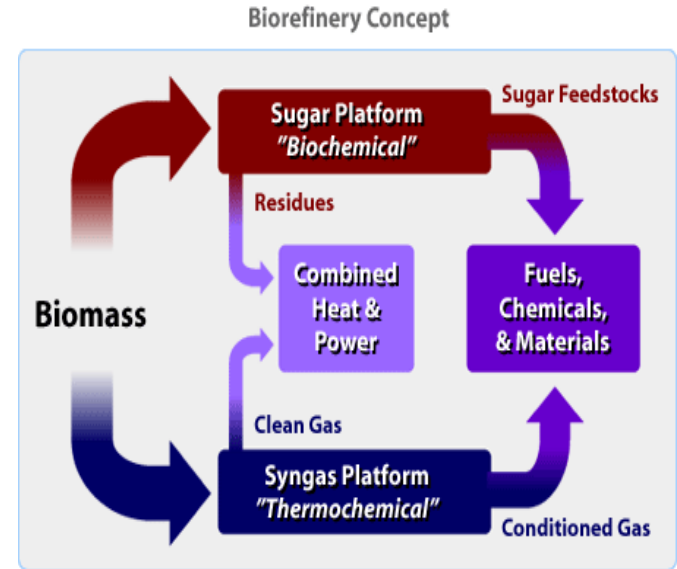 Biorefinery Concept
Sugar Feedstocks
Sugar Platform
"Biochemical"
Residues
Combined
Heat &
Power
Fuels,
Chemicals,
& Materials
Biomass
Clean Gas
Syngas Platform
"Thermochemical"
Conditioned Gas